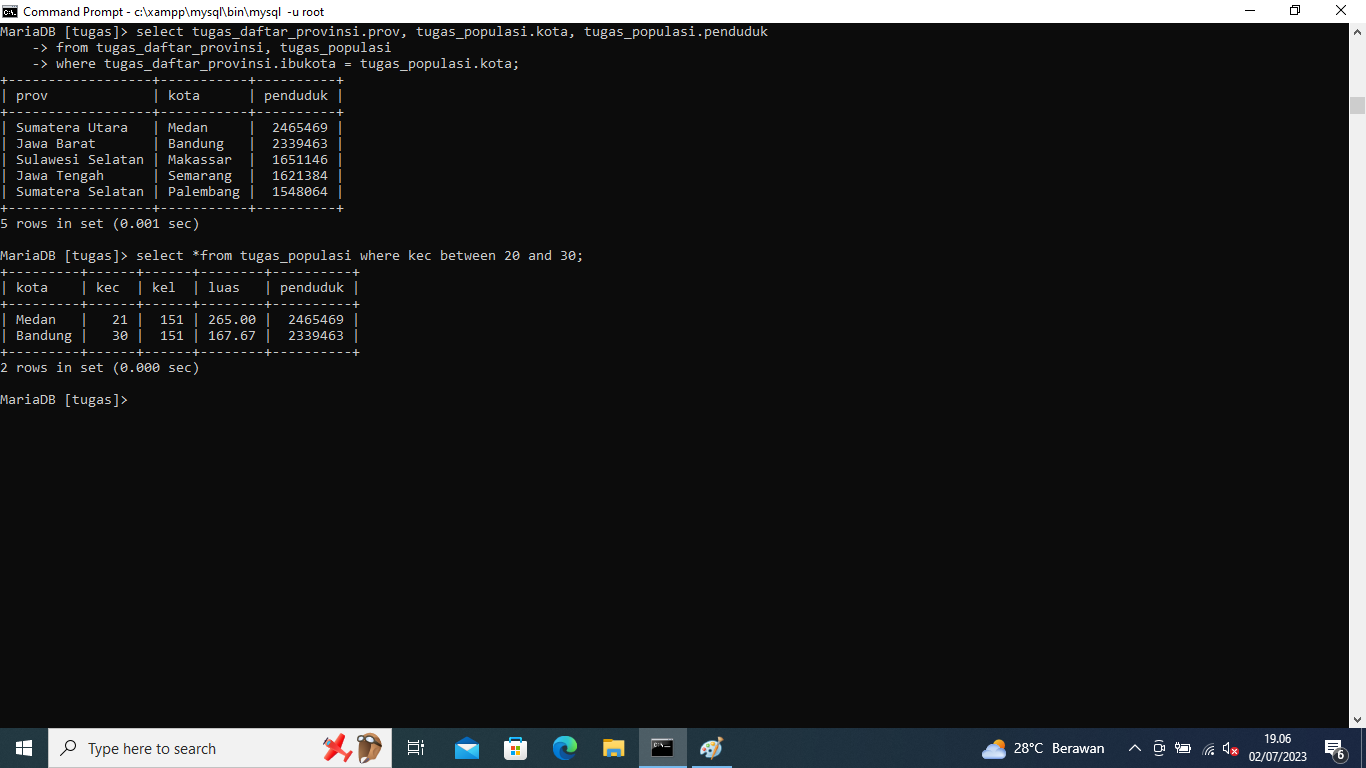 Command Prompt - c:\xampp\mysql\bin\mysql -u root
MariaDB [tugas]> select tugas_daftar_provinsi.prov, tugas_populasi.kota, tugas_populasi.penduduk
    -> from tugas_daftar_provinsi, tugas_populasi
    -> where tugas_daftar_provinsi.ibukota = tugas_populasi.kota;
+------------------+-----------+----------+
| prov             | kota      | penduduk |
+------------------+-----------+----------+
| Sumatera Utara   | Medan     |  2465469 |
| Jawa Barat       | Bandung   |  2339463 |
| Sulawesi Selatan | Makassar  |  1651146 |
| Jawa Tengah      | Semarang  |  1621384 |
| Sumatera Selatan | Palembang |  1548064 |
+------------------+-----------+----------+
5 rows in set (0.001 sec)
MariaDB [tugas]> select *from tugas_populasi where kec between 20 and 30;
+---------+------+------+--------+----------+
| kota    | kec  | kel  | luas   | penduduk |
+---------+------+------+--------+----------+
| Medan   |   21 |  151 | 265.00 |  2465469 |
| Bandung |   30 |  151 | 167.67 |  2339463 |
+---------+------+------+--------+----------+
2 rows in set (0.000 sec)
MariaDB [tugas]>
Type here to search
28°C Berawan
19.06
02/07/2023
6